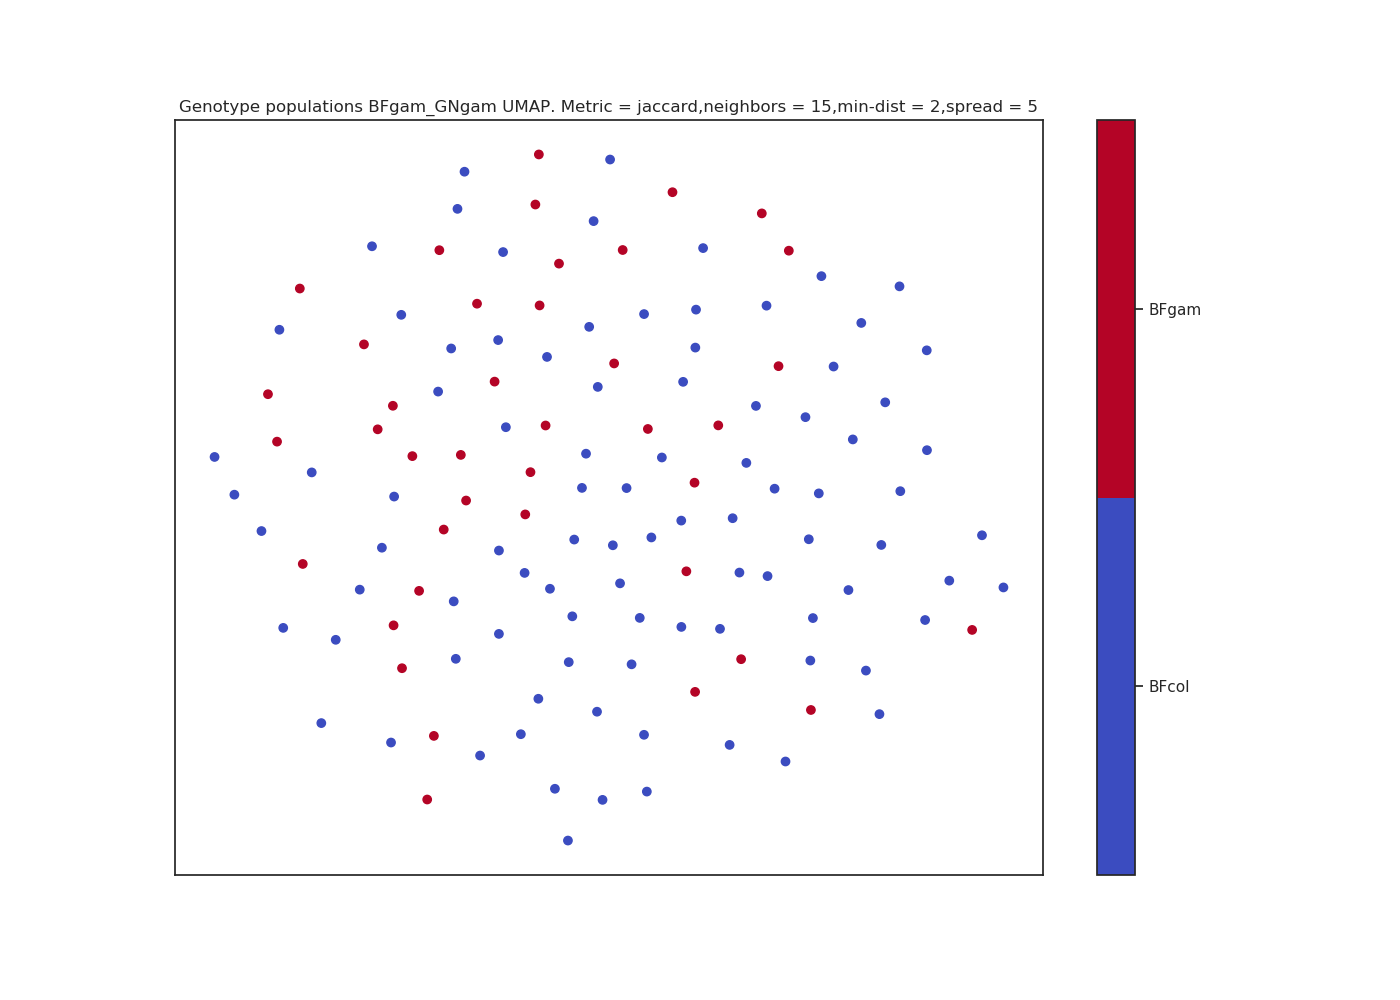 Genotype populations BFgam_GNgam UMAP. Metric = jaccard,neighbors = 15,min-dist = 2,spread = 5
BFgam
BFcol